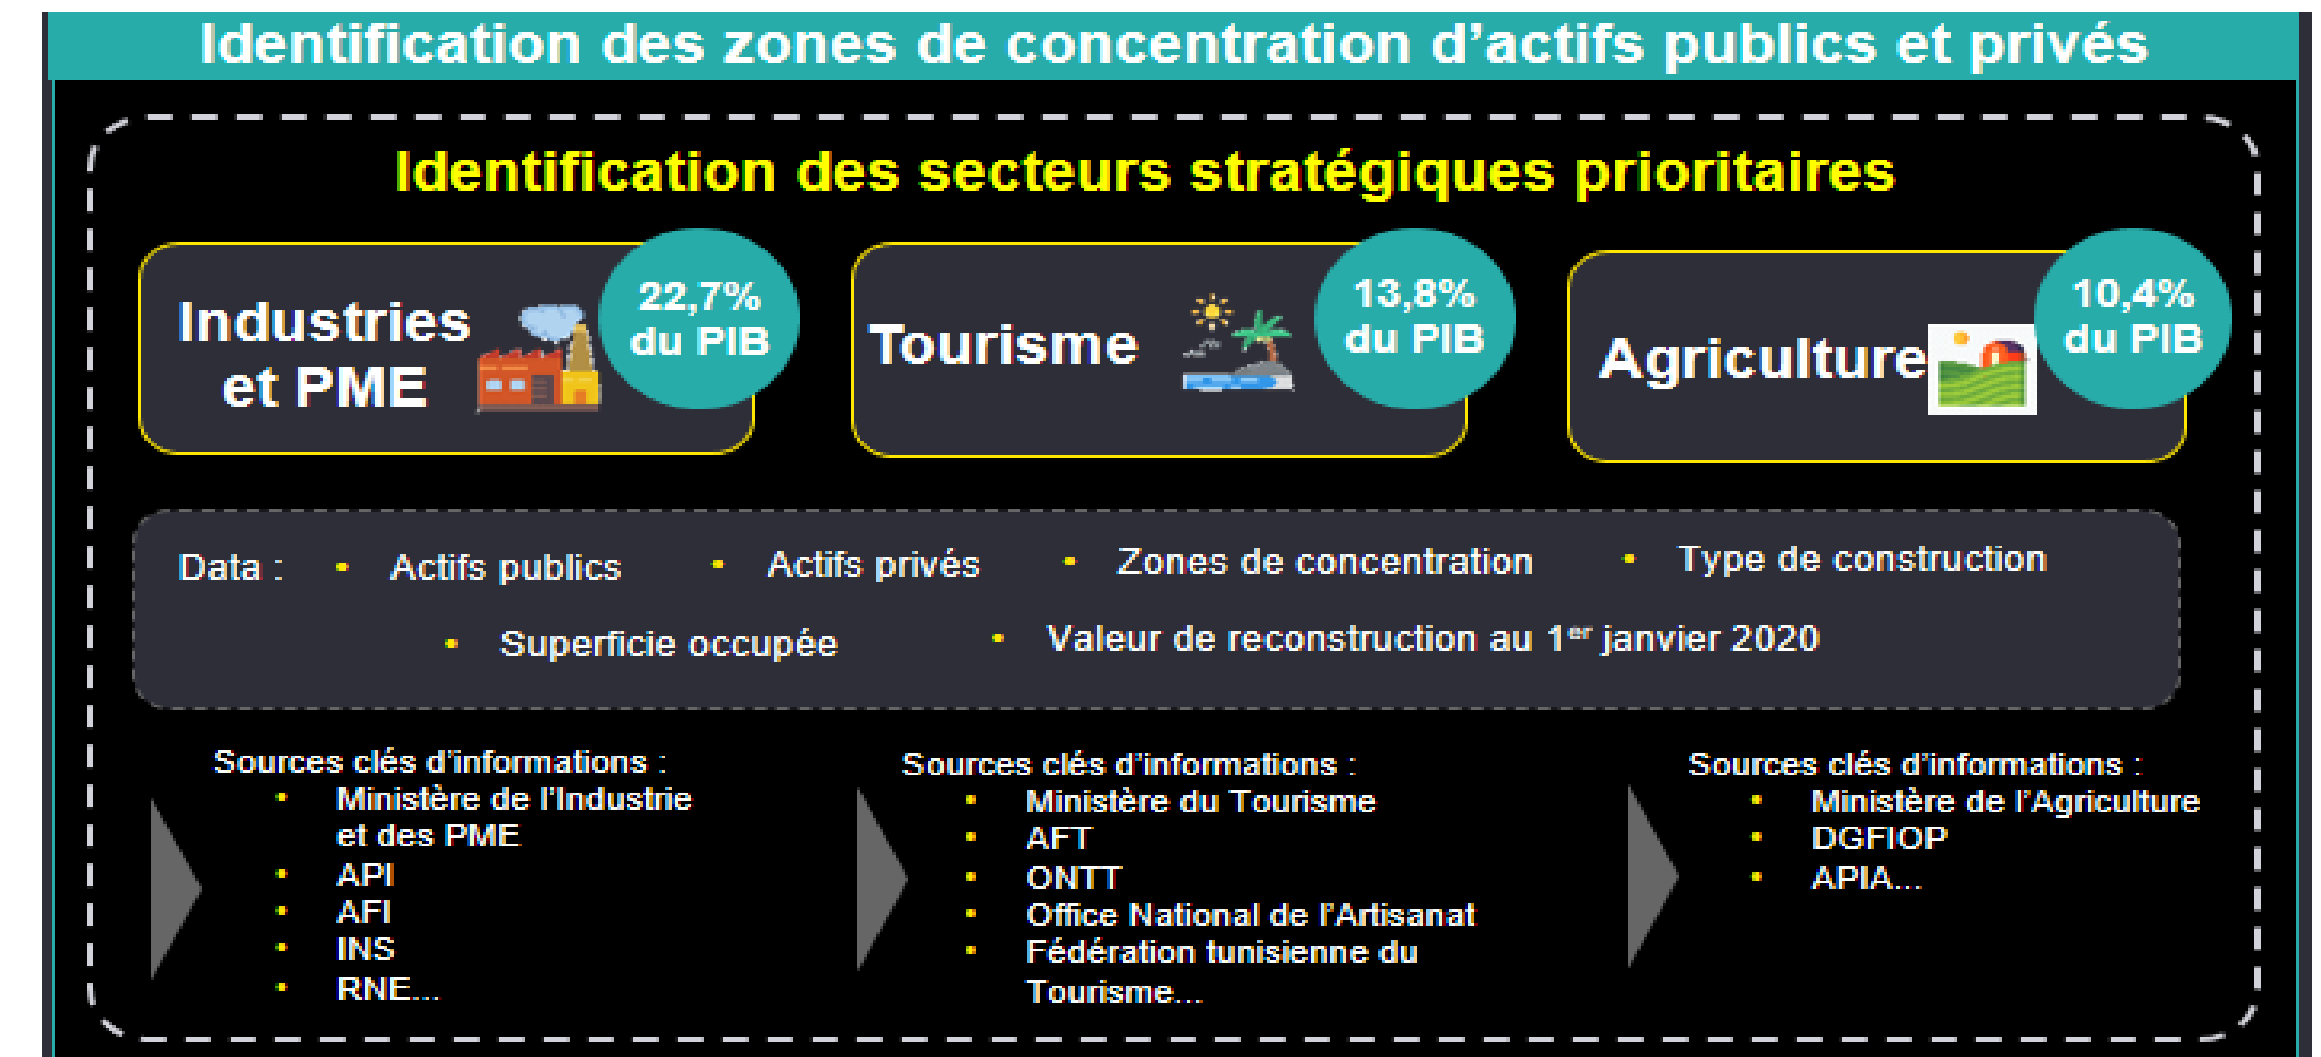 Identification des zones de concentration d'actifs publics et privés
Identification des secteurs stratégiques prioritaires
Industries
et PME
22,7%
du PIB
Tourisme
13,8%
du PIB
Agriculture
10,4%
du PIB
Data : • Actifs publics • Actifs privés • Zones de concentration • Type de construction
• Superficie occupée • Valeur de reconstruction au 1er janvier 2020
Sources clés d'informations :
• Ministère de l'Industrie
et des PME
• API
• AFI
• INS
• RNE...
Sources clés d'informations :
• Ministère du Tourisme
• AFT
• ONTT
• Office National de l'Artisanat
• Fédération tunisienne du
Tourisme...
Sources clés d'informations :
• Ministère de l'Agriculture
• DGFIOP
• APIA...